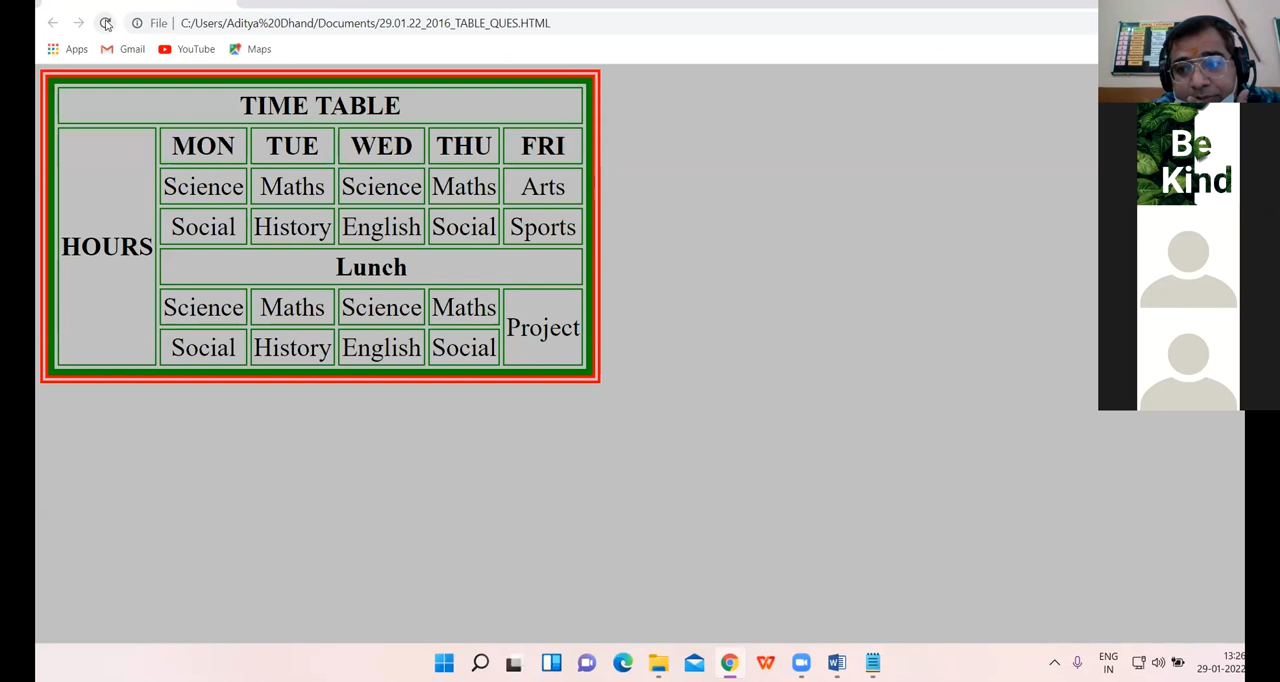 File | C:/Users/Aditya%20Dhand/Documents/29.01.22_2016_TABLE_QUES.HTML
Apps Gmail YouTube Maps
TIME TABLE
HOURS
MON TUE WED THU FRI
Science Maths Science Maths Arts
Social History English Social Sports
Lunch
Science Maths Science Maths Project
Social History English Social
Be
Kind
ENG
IN
13:26
29-01-2022